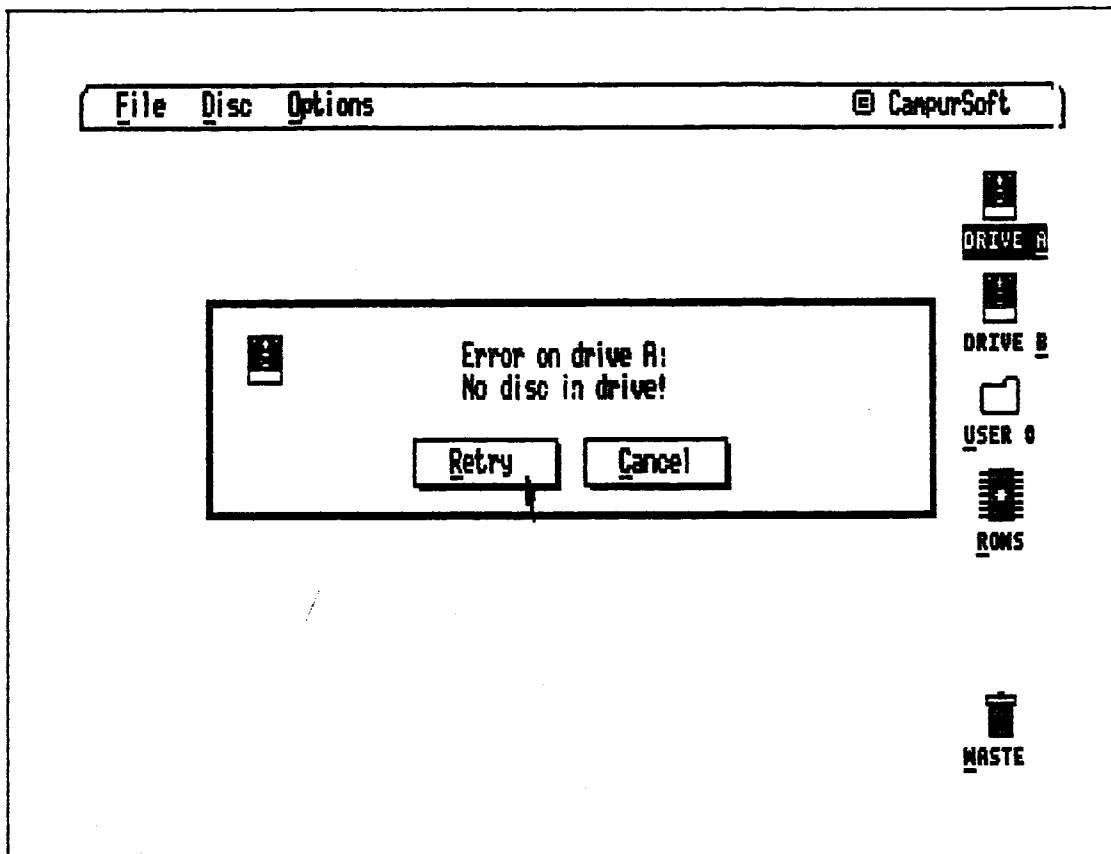 File Disc Options © CampurSoft
DRIVE A
DRIVE B
USER 0
ROMS
WASTE
Error on drive A:
No disc in drive!
Retry Cancel